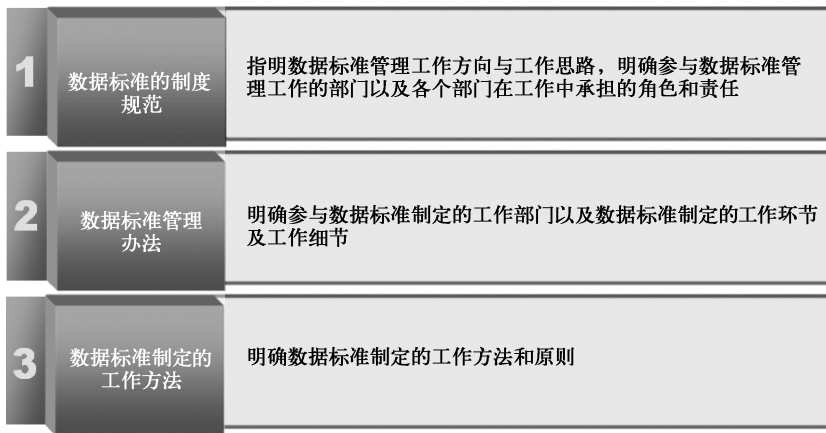 1
数据标准的制度
规范
指明数据标准管理工作方向与工作思路，明确参与数据标准管
理工作的部门以及各个部门在工作中承担的角色和责任
2
数据标准管理
办法
明确参与数据标准制定的工作部门以及数据标准制定的工作环节
及工作细节
3
数据标准制定的
工作方法
明确数据标准制定的工作方法和原则